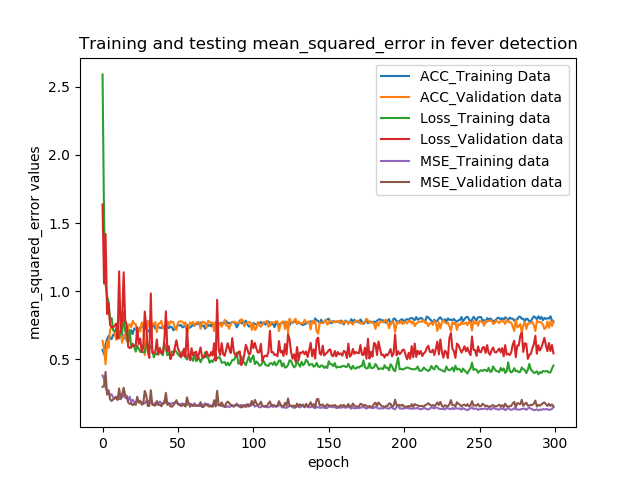 Training and testing mean_squared_error in fever detection
ACC_Training Data
ACC_Validation data
Loss_Training data
Loss_Validation data
MSE_Training data
MSE_Validation data
mean_squared_error values
2.5
2.0
1.5
1.0
0.5
0 50 100 150 200 250 300
epoch